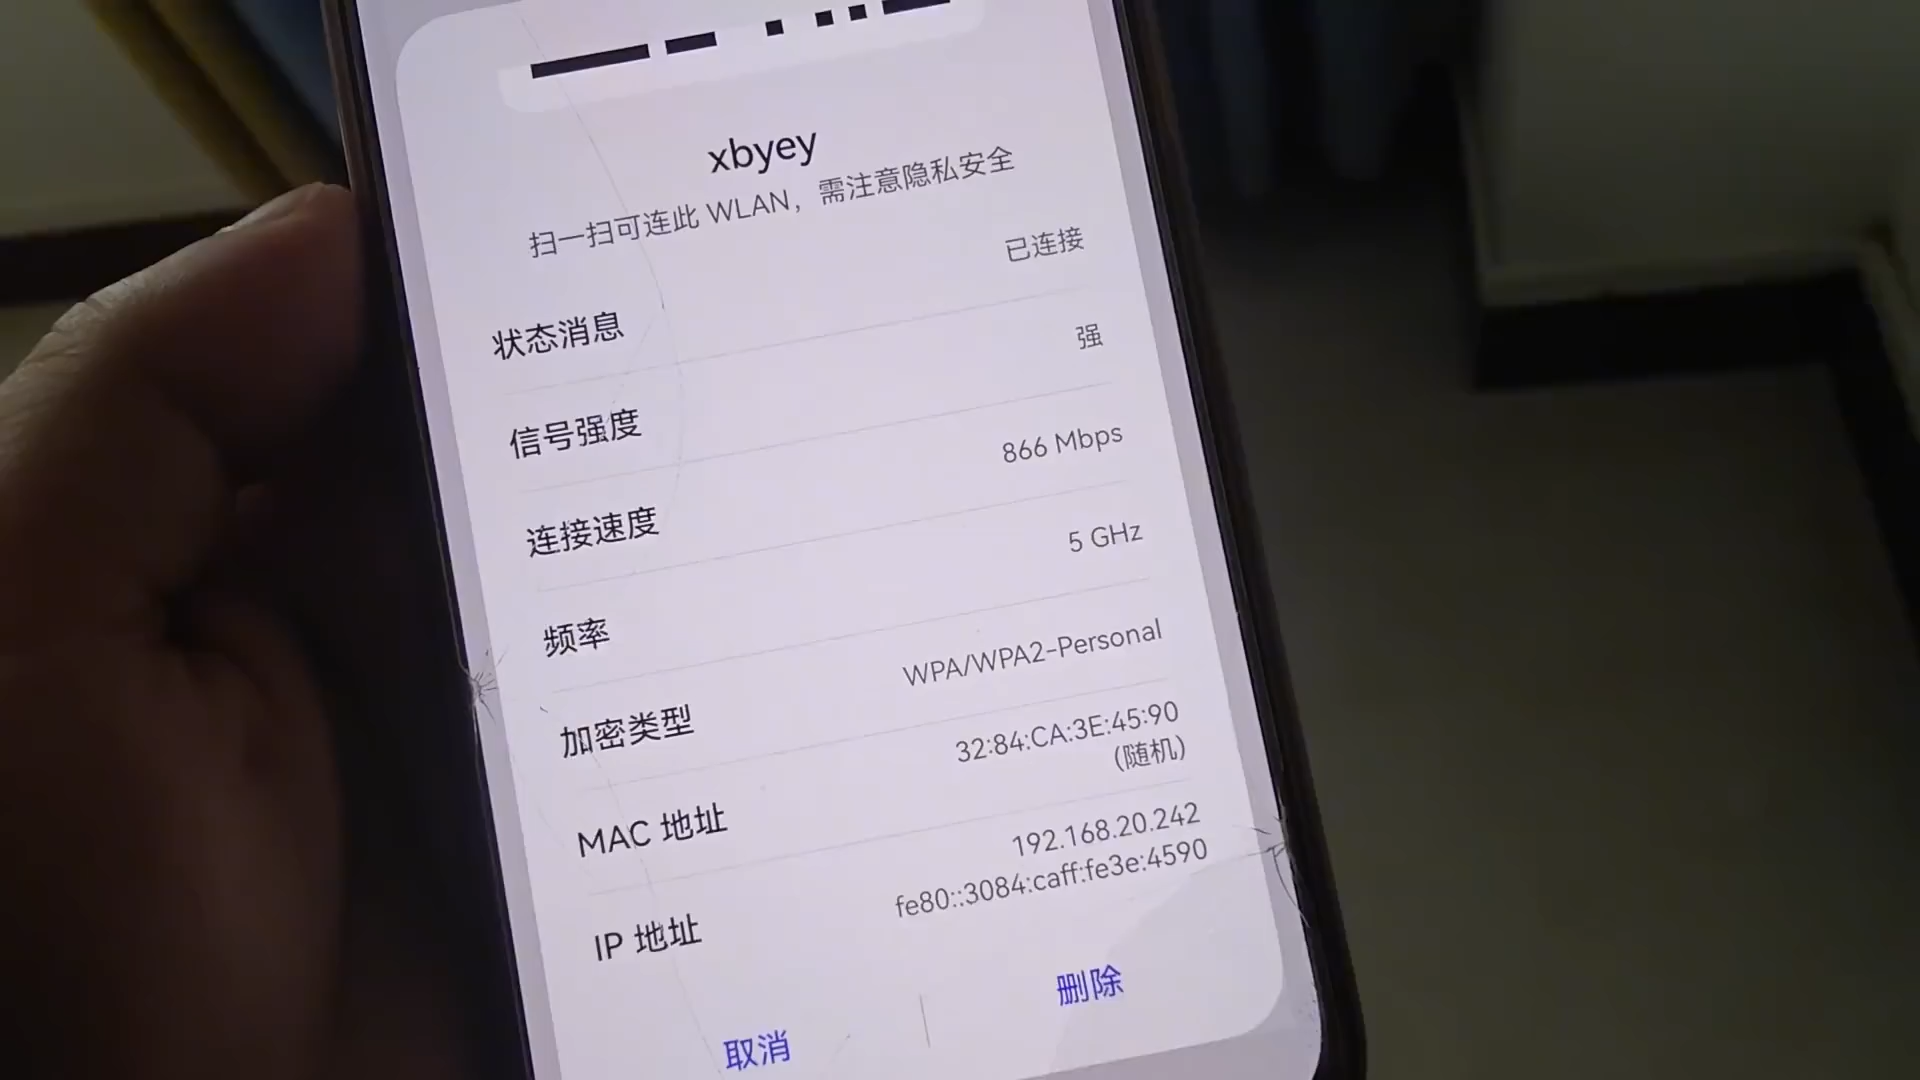 xbyey
扫一扫可连此 WLAN，需注意隐私安全
状态消息 已连接
信号强度 强
连接速度 866 Mbps
频率 5 GHz
加密类型 WPA/WPA2-Personal
MAC 地址 32:84:CA:3E:45:90
(随机)
IP 地址 192.168.20.242
fe80::3084:caff:fe3e:4590
取消 删除